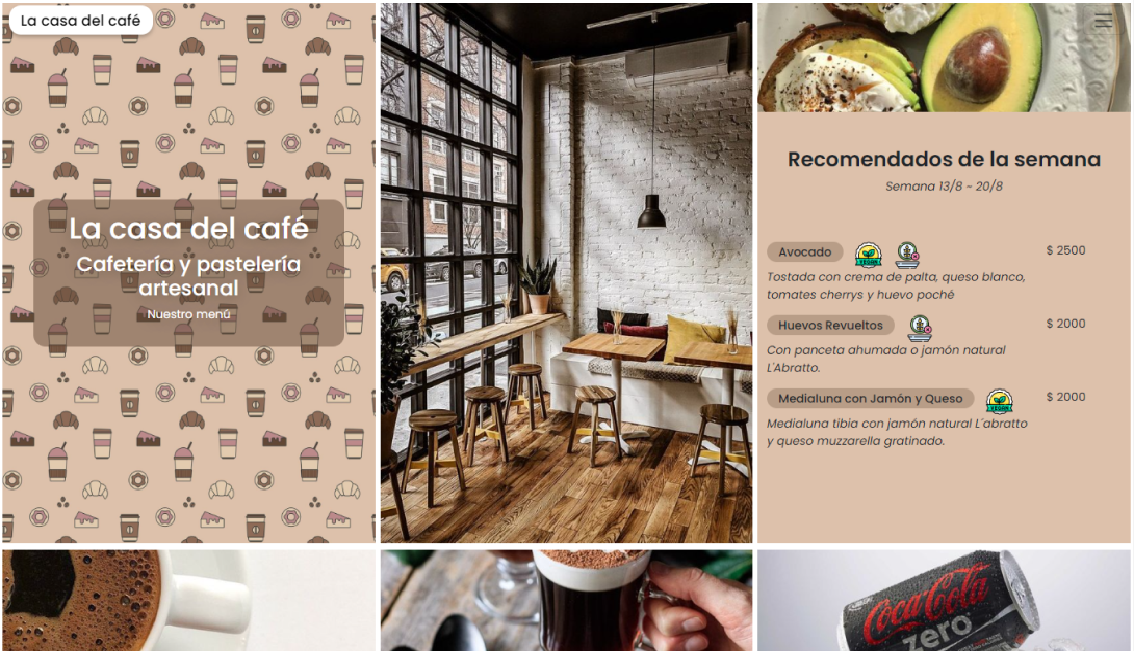 La casa del café
La casa del café
Cafetería y pastelería
artesanal
Nuestro menú
Recomendados de la semana
Semana 13/8 - 20/8
Avocado
VEGAN
$ 2500
Tostada con crema de palta, queso blanco,
tomates cherrys y huevo poché
Huevos Revueltos
$ 2000
Con panceta ahumada o jamón natural
L'Abratto.
Medialuna con Jamón y Queso
VEGAN
$ 2000
Medialuna tibia con jamón natural L'abratto
y queso muzzarella gratinado.
Coca-Cola
zero